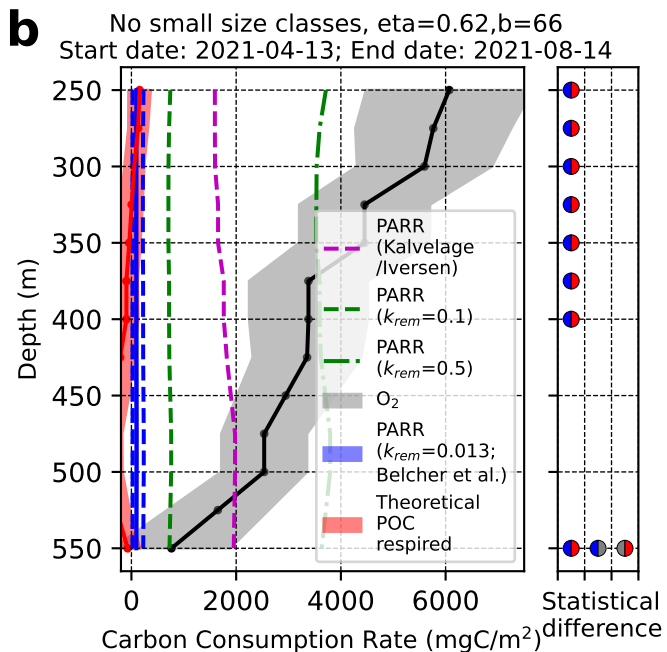 b
No small size classes, eta=0.62,b=66
Start date: 2021-04-13; End date: 2021-08-14
250
300
350
400
450
500
550
Depth (m)
PARR
(Kalvelage
/Iversen)
PARR
(k_rem=0.1)
PARR
(k_rem=0.5)
O₂
PARR
(k_rem=0.013;
Belcher et al.)
Theoretical
POC
respired
0 2000 4000 6000
Carbon Consumption Rate (mgC/m²)
Statistical
difference